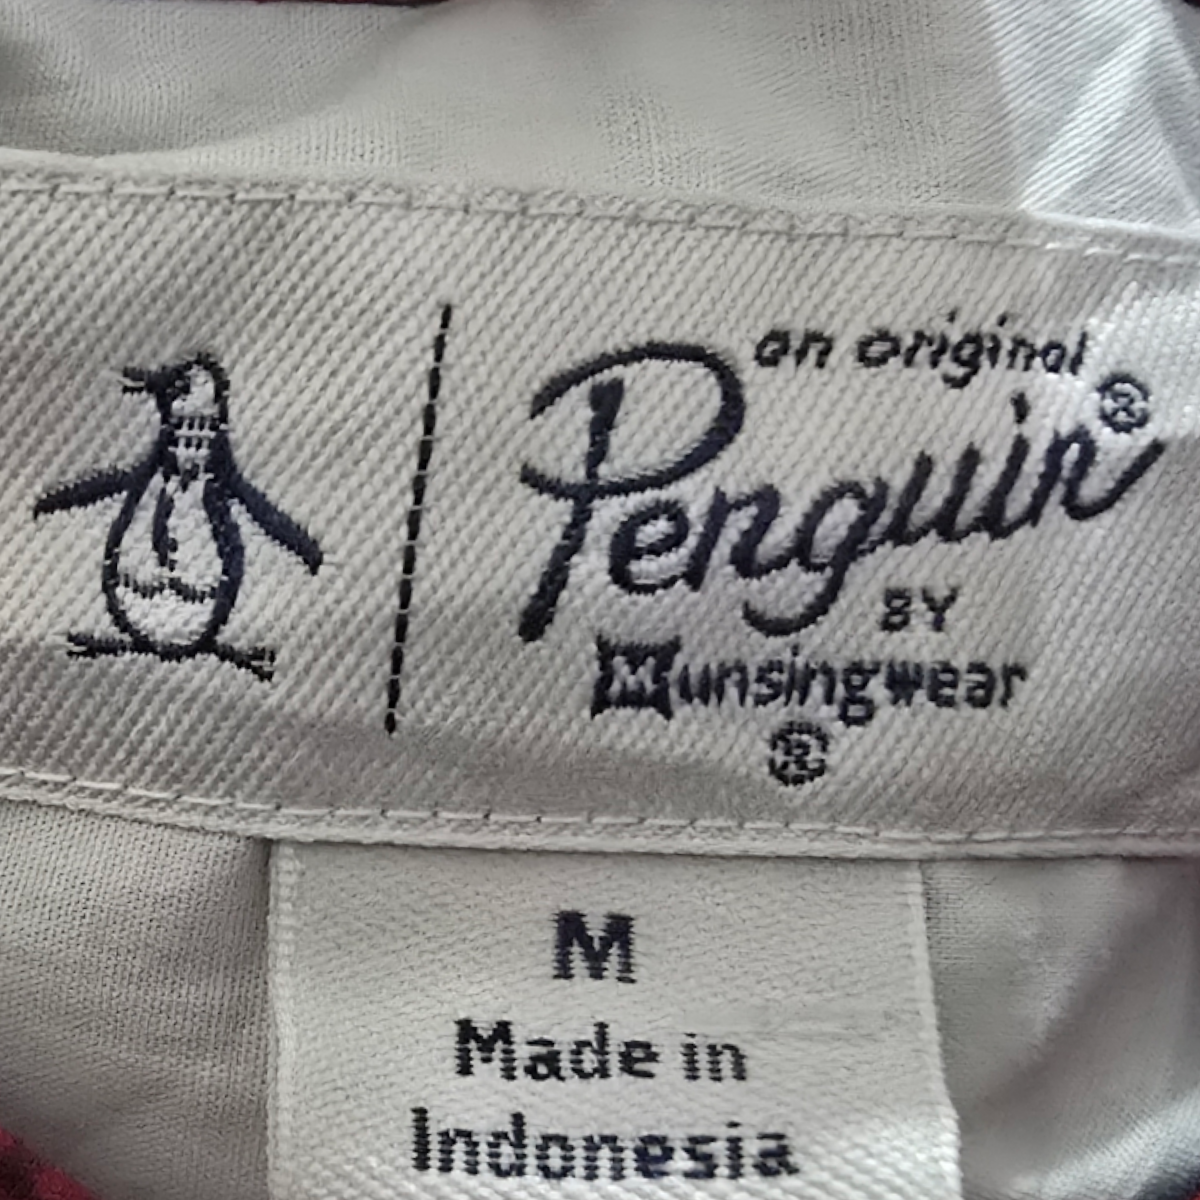 an original
Penguin®
BY
Munsingwear
®
M
Made in
Indonesia